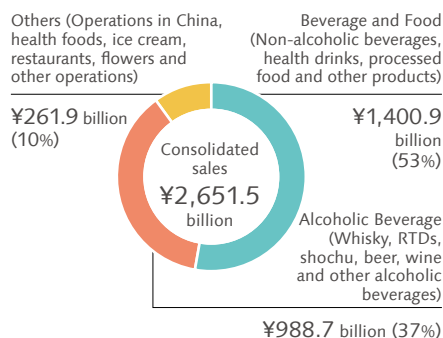 Others (Operations in China,
health foods, ice cream,
restaurants, flowers and
other operations)
¥261.9 billion
(10%)
Beverage and Food
(Non-alcoholic beverages,
health drinks, processed
food and other products)
¥1,400.9
billion
(53%)
Consolidated
sales
¥2,651.5
billion
Alcoholic Beverage
(Whisky, RTDs,
shochu, beer, wine
and other alcoholic
beverages)
¥988.7 billion (37%)